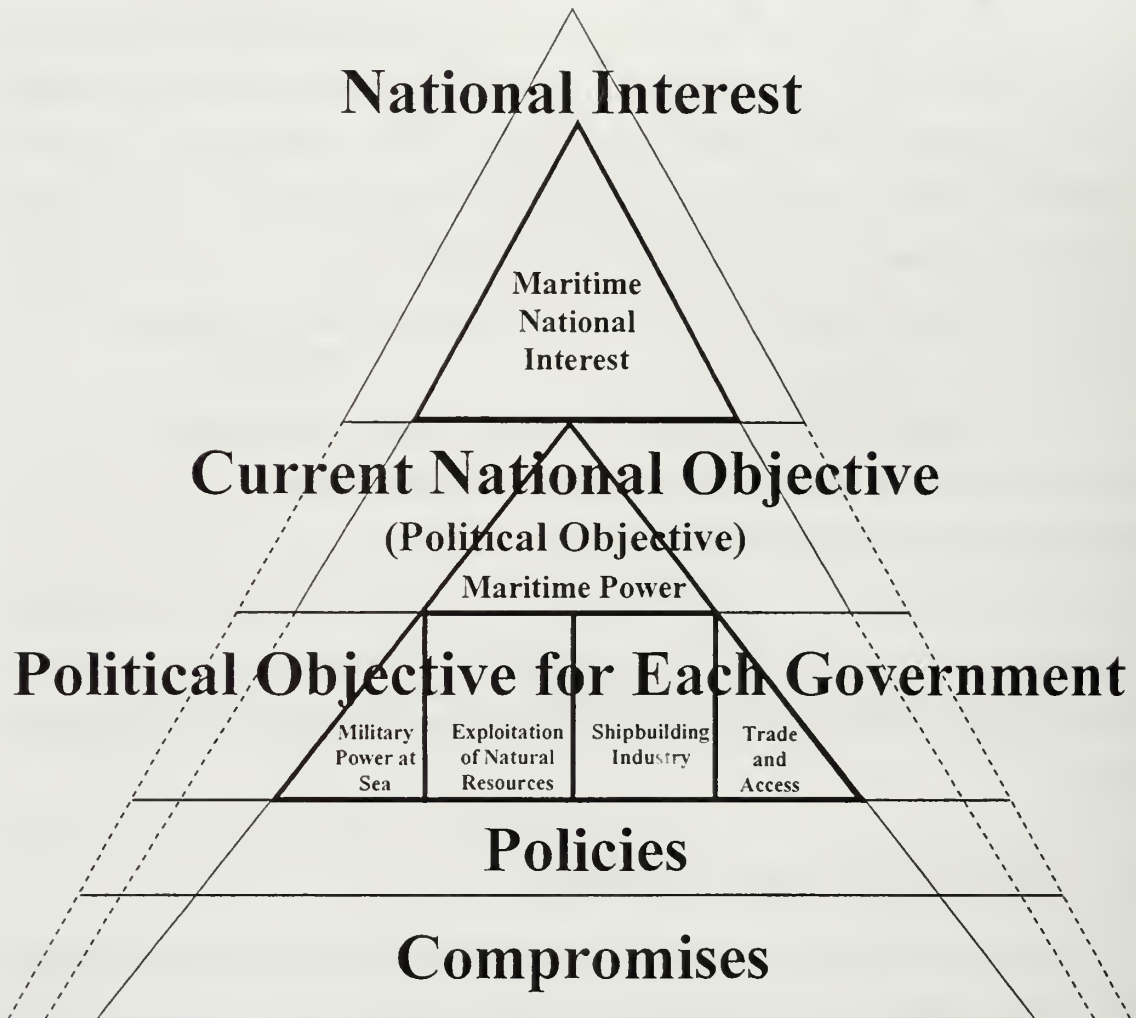 National Interest
Maritime
National
Interest
Current National Objective
(Political Objective)
Maritime Power
Political Objective for Each Government
Military
Power at
Sea
Exploitation
of Natural
Resources
Shipbuilding
Industry
Trade
and
Access
Policies
Compromises